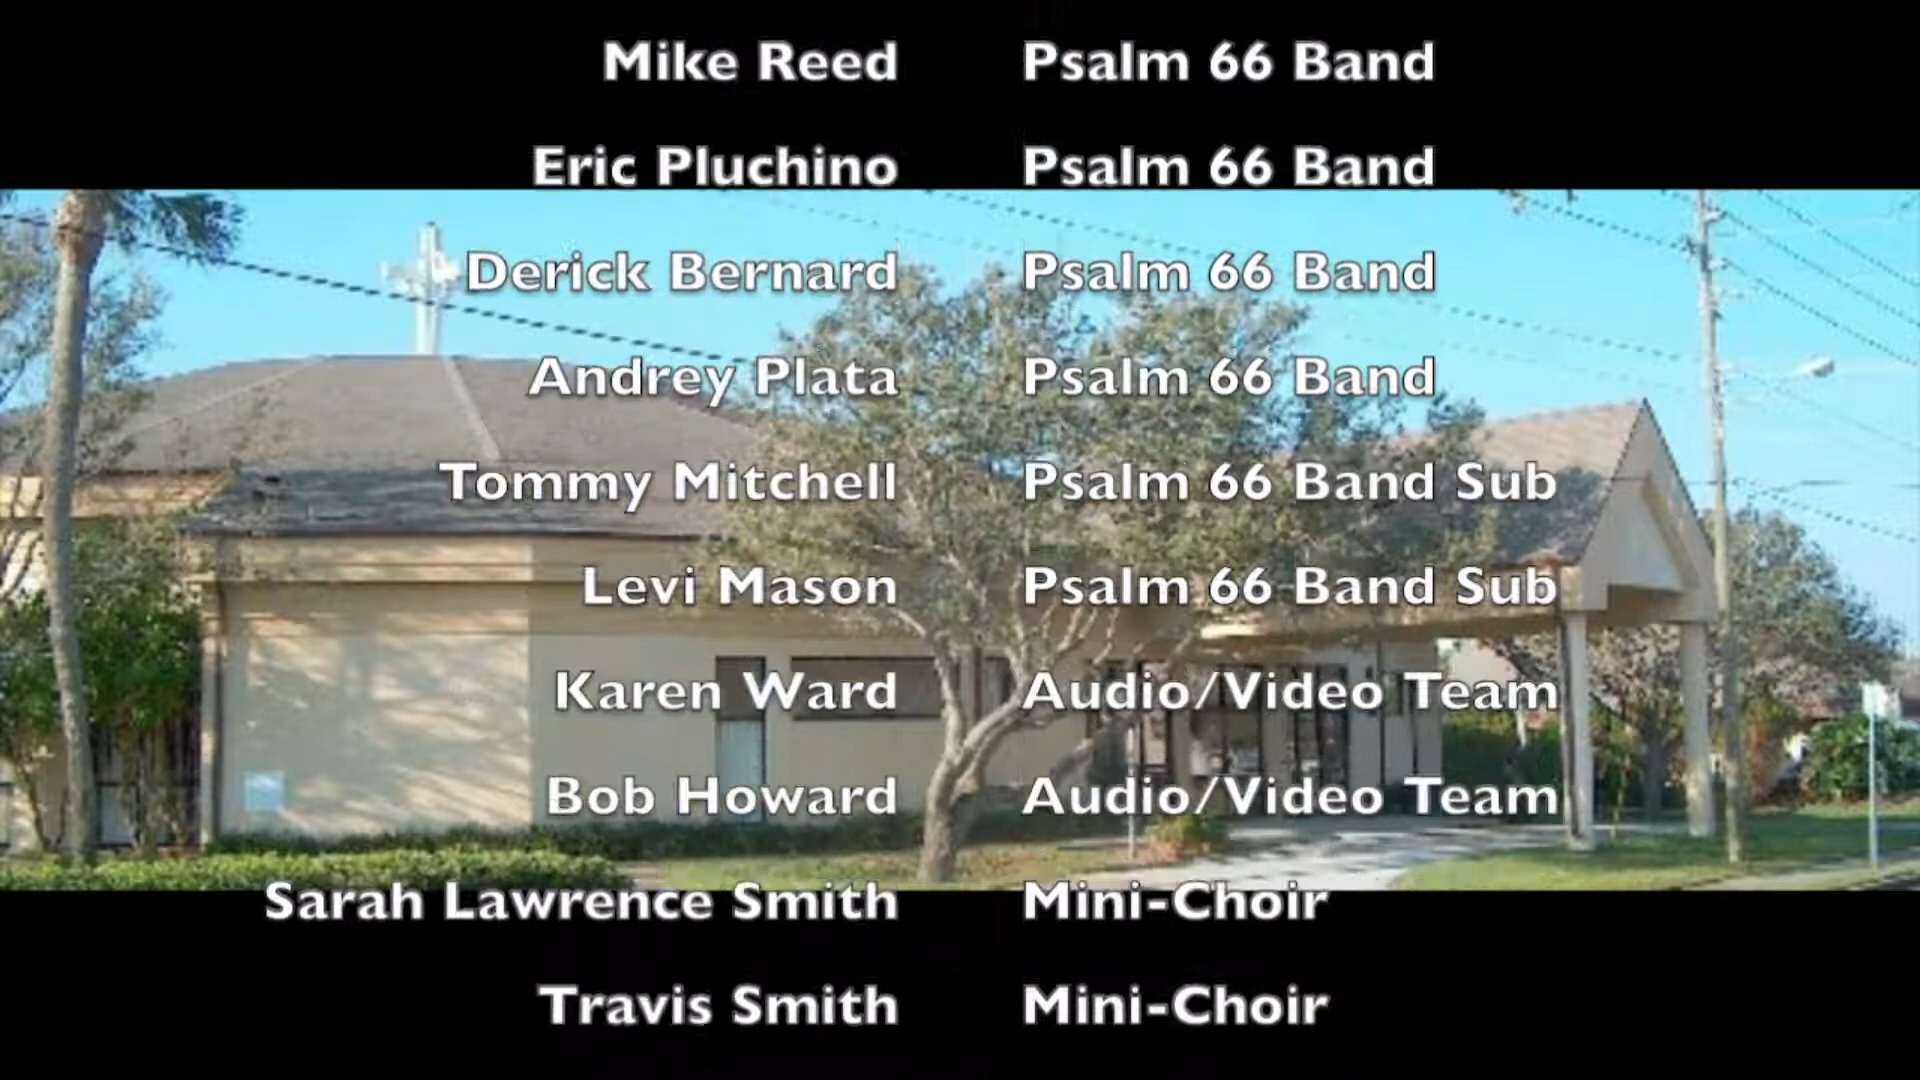 Mike Reed Psalm 66 Band
Eric Pluchino Psalm 66 Band
Derick Bernard Psalm 66 Band
Andrey Plata Psalm 66 Band
Tommy Mitchell Psalm 66 Band Sub
Levi Mason Psalm 66 Band Sub
Karen Ward Audio/Video Team
Bob Howard Audio/Video Team
Sarah Lawrence Smith Mini-Choir
Travis Smith Mini-Choir